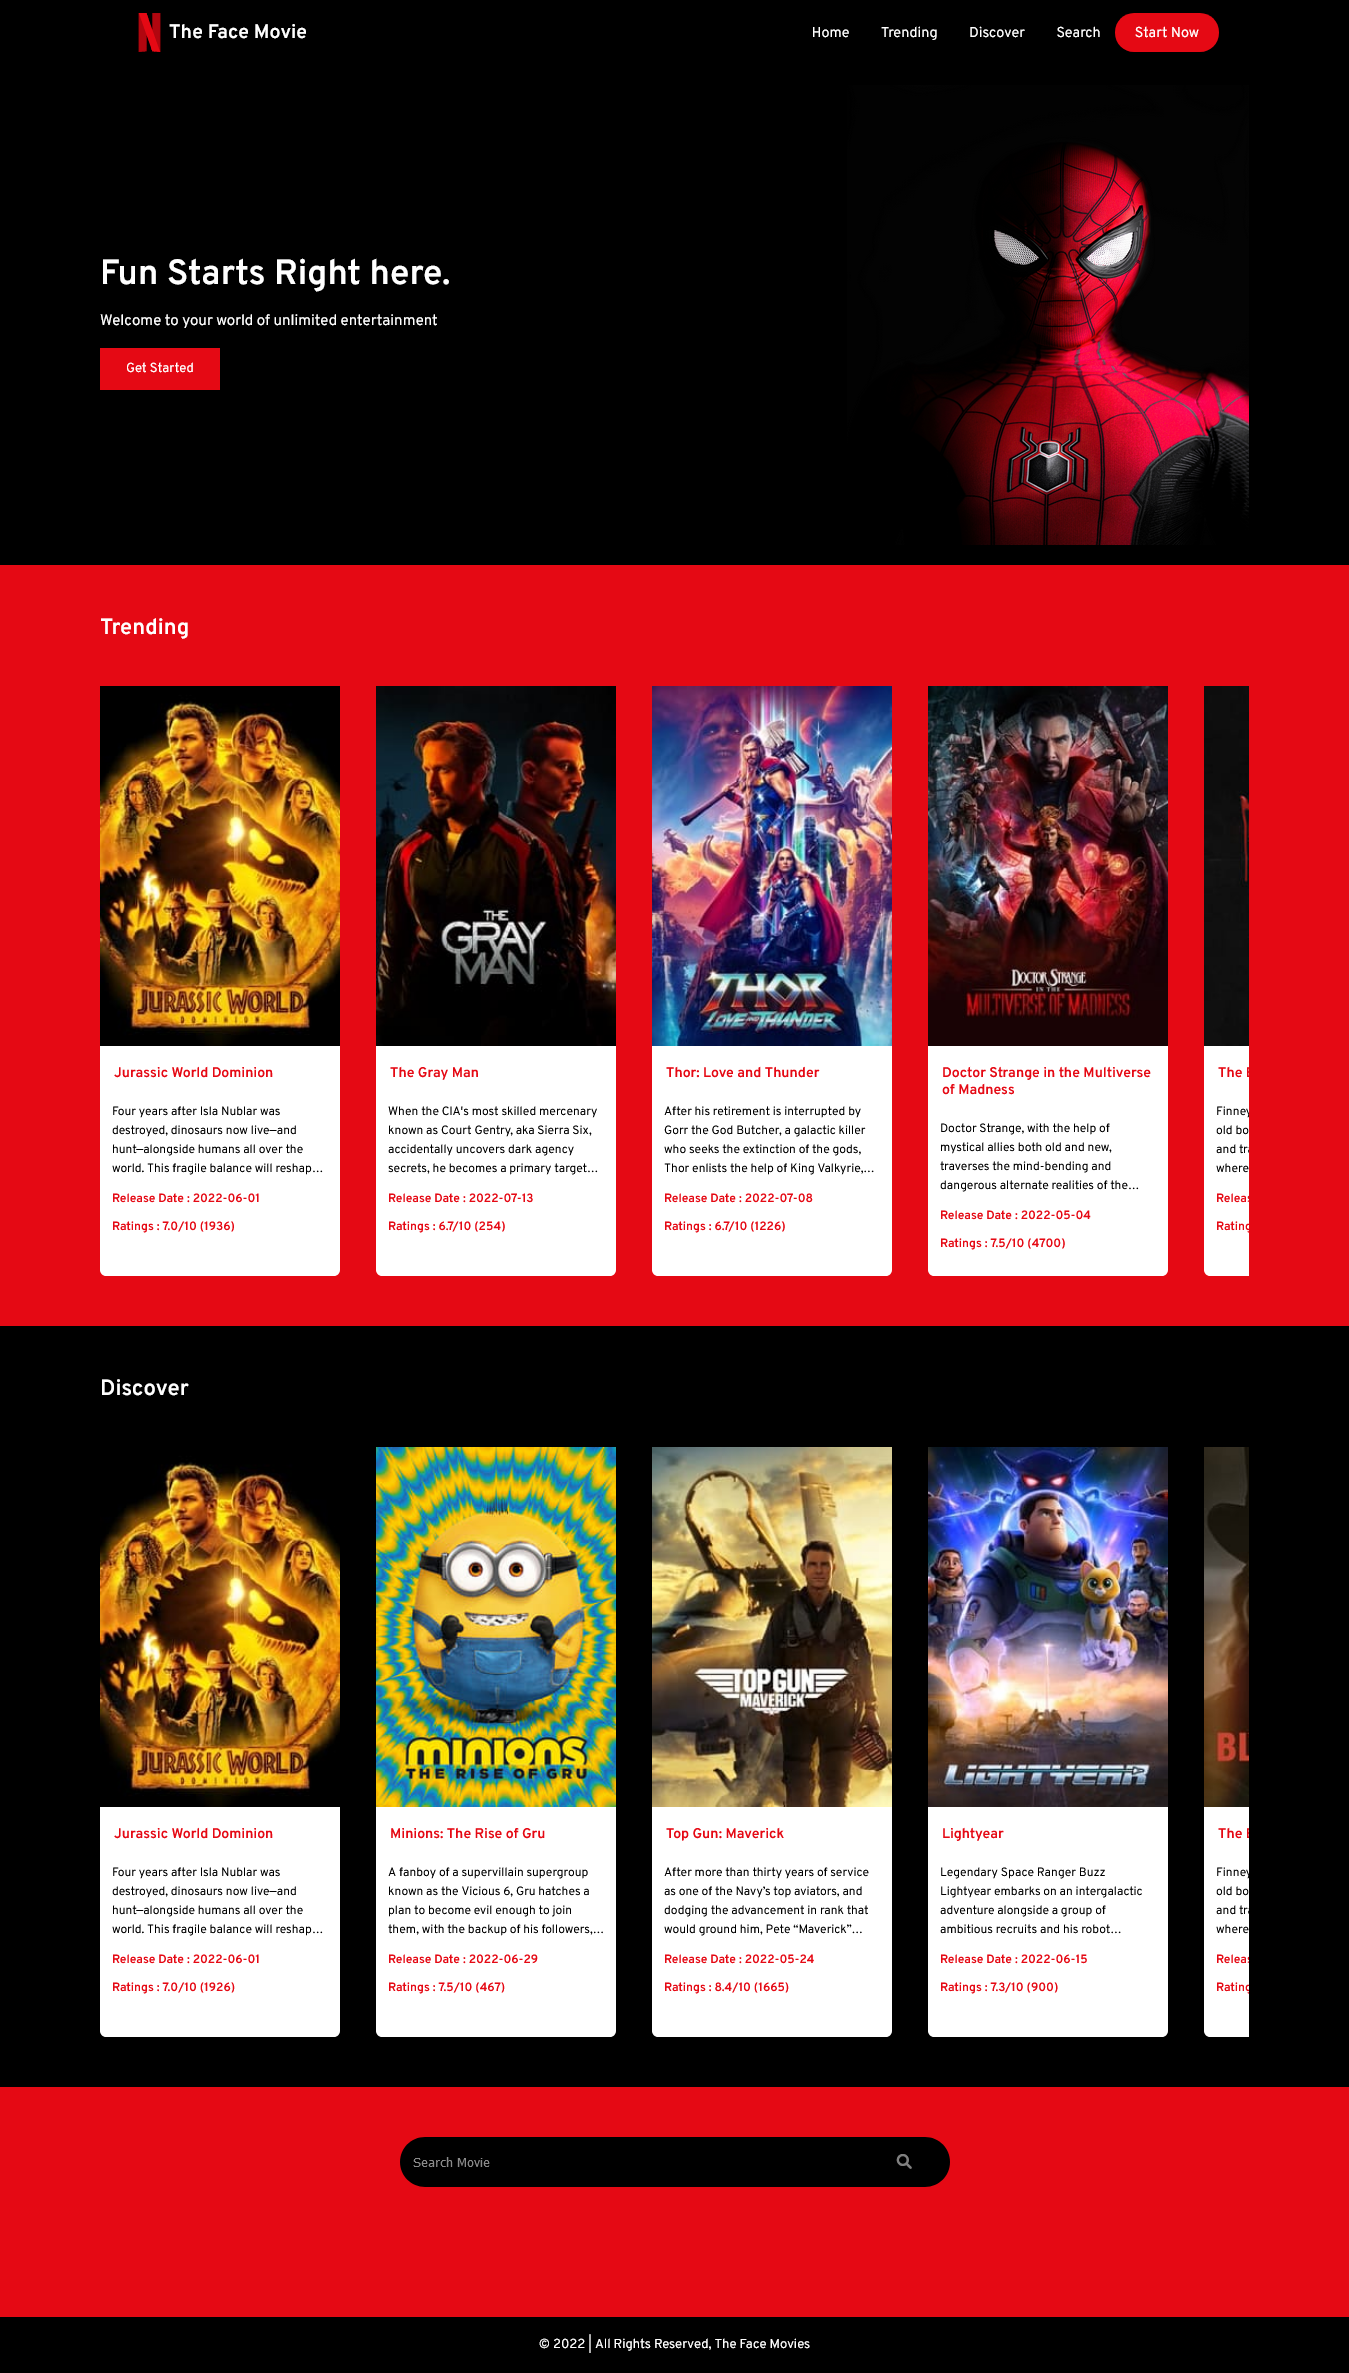 The Face Movie
Home Trending Discover Search Start Now
Fun Starts Right here.
Welcome to your world of unlimited entertainment
Get Started
Trending
THE
GRAY
MAN
THOR
LOVE AND THUNDER
DOCTOR STRANGE
IN THE
MULTIVERSE OF MADNESS
JURASSIC WORLD
DOMINION
Jurassic World Dominion
Four years after Isla Nublar was
destroyed, dinosaurs now live—and
hunt—alongside humans all over the
world. This fragile balance will reshap...
Release Date : 2022-06-01
Ratings : 7.0/10 (1936)
The Gray Man
When the CIA's most skilled mercenary
known as Court Gentry, aka Sierra Six,
accidentally uncovers dark agency
secrets, he becomes a primary target...
Release Date : 2022-07-13
Ratings : 6.7/10 (254)
Thor: Love and Thunder
After his retirement is interrupted by
Gorr the God Butcher, a galactic killer
who seeks the extinction of the gods,
Thor enlists the help of King Valkyrie,...
Release Date : 2022-07-08
Ratings : 6.7/10 (1226)
Doctor Strange in the Multiverse
of Madness
Doctor Strange, with the help of
mystical allies both old and new,
traverses the mind-bending and
dangerous alternate realities of the...
Release Date : 2022-05-04
Ratings : 7.5/10 (4700)
The
Finney
old bo
and tr
where
Releas
Rating
Discover
JURASSIC WORLD
DOMINION
MINIONS
THE RISE OF GRU
TOP GUN
MAVERICK
LIGHTYEAR
BL
Jurassic World Dominion
Four years after Isla Nublar was
destroyed, dinosaurs now live—and
hunt—alongside humans all over the
world. This fragile balance will reshap...
Release Date : 2022-06-01
Ratings : 7.0/10 (1926)
Minions: The Rise of Gru
A fanboy of a supervillain supergroup
known as the Vicious 6, Gru hatches a
plan to become evil enough to join
them, with the backup of his followers,...
Release Date : 2022-06-29
Ratings : 7.5/10 (467)
Top Gun: Maverick
After more than thirty years of service
as one of the Navy’s top aviators, and
dodging the advancement in rank that
would ground him, Pete “Maverick”...
Release Date : 2022-05-24
Ratings : 8.4/10 (1665)
Lightyear
Legendary Space Ranger Buzz
Lightyear embarks on an intergalactic
adventure alongside a group of
ambitious recruits and his robot...
Release Date : 2022-06-15
Ratings : 7.3/10 (900)
The
Finney
old bo
and tr
where
Releas
Rating
Search Movie
© 2022 | All Rights Reserved, The Face Movies